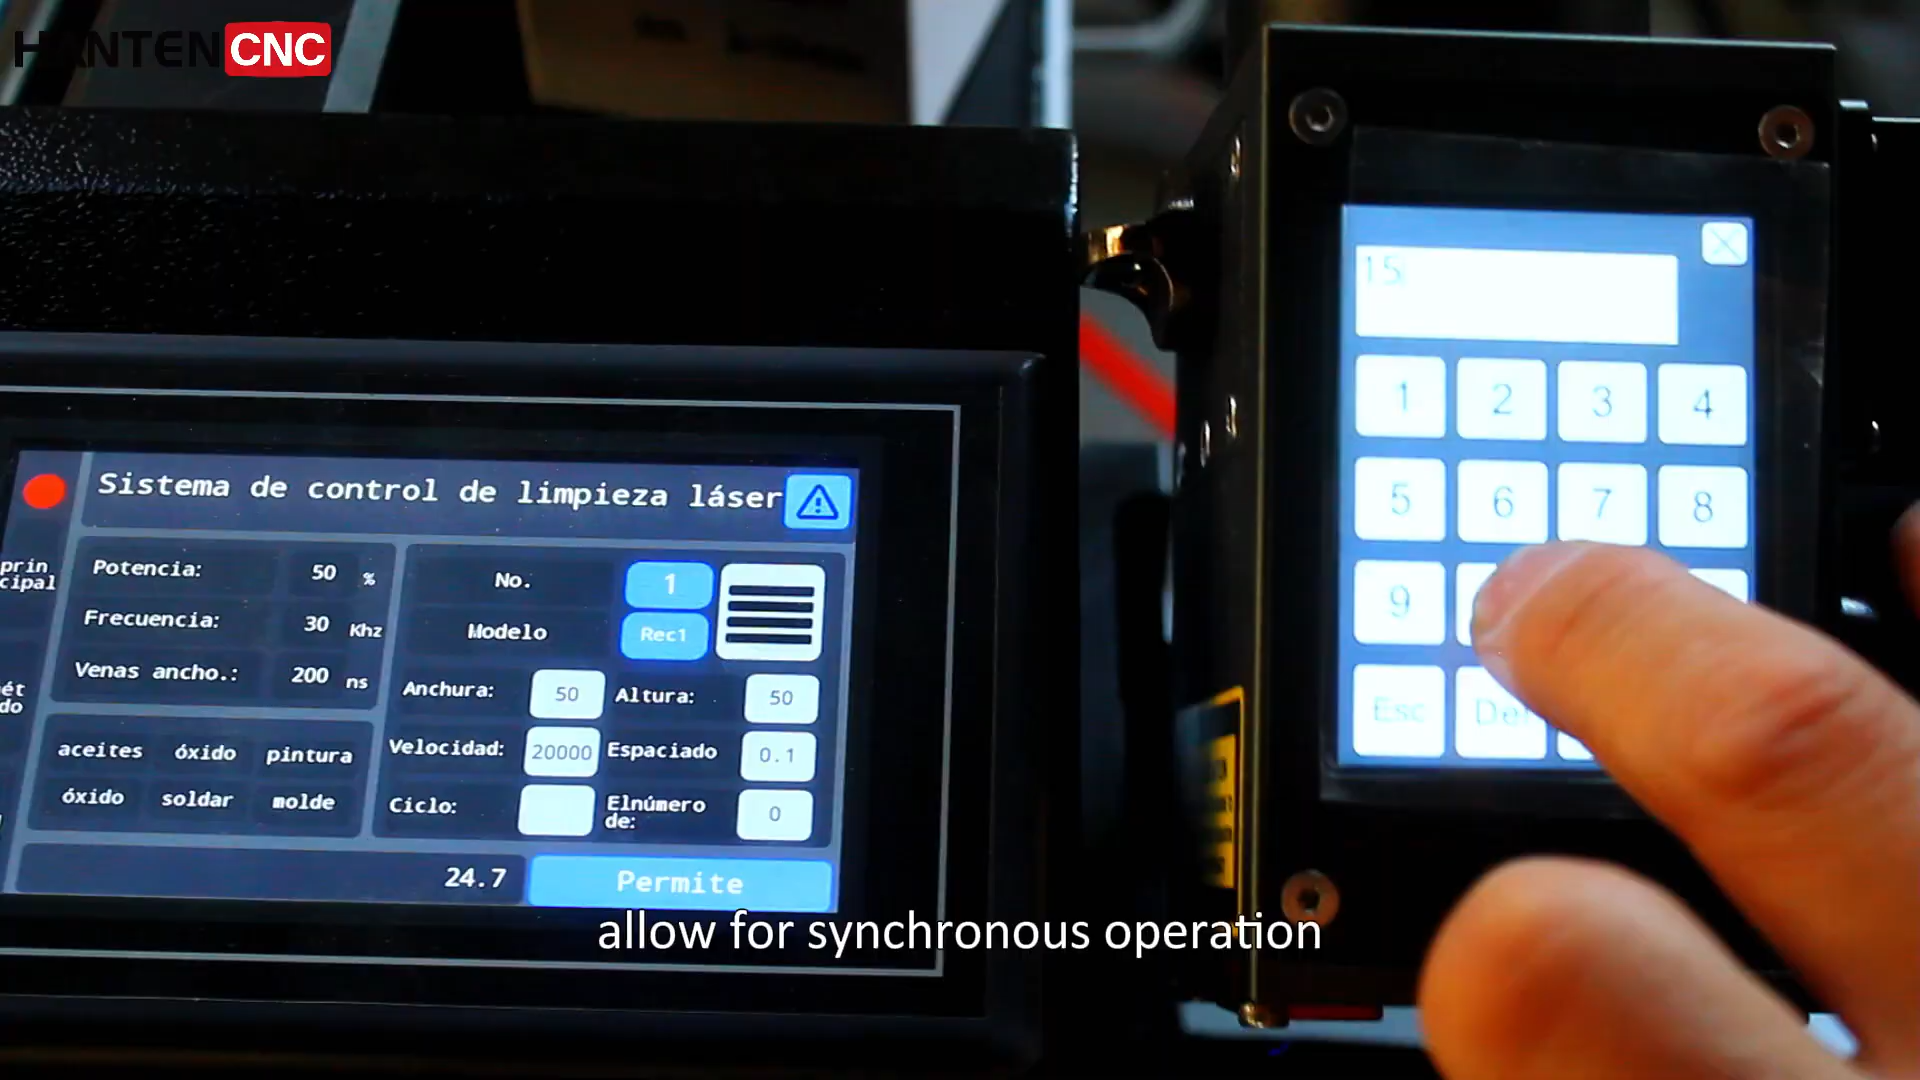 HANTENCNC
Sistema de control de limpieza láser
prin
cipal
Potencia: 50 %
Frecuencia: 30 Khz
Venas ancho.: 200 ns
aceites óxido pintura
óxido soldar molde
No. 1
Modelo Rec1
Anchura: 50 Altura: 50
Velocidad: 20000 Espaciado 0.1
Ciclo: Elnúmero
de: 0
24.7 Permite
15
1 2 3 4
5 6 7 8
9
Esc Del
allow for synchronous operation